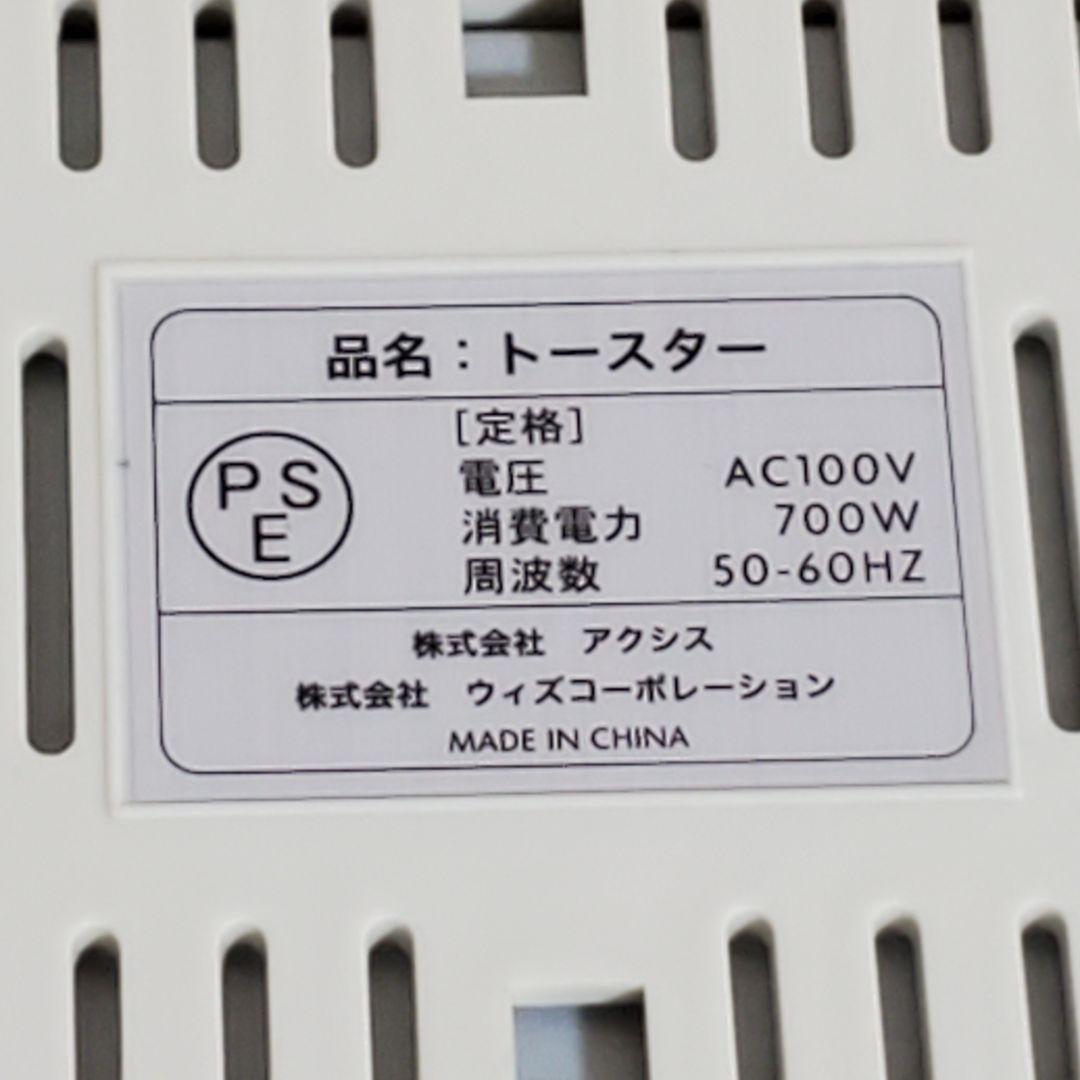 品名：トースター
PSE
[定格]
電圧 AC100V
消費電力 700W
周波数 50-60HZ
株式会社 アクシス
株式会社 ウィズコーポレーション
MADE IN CHINA